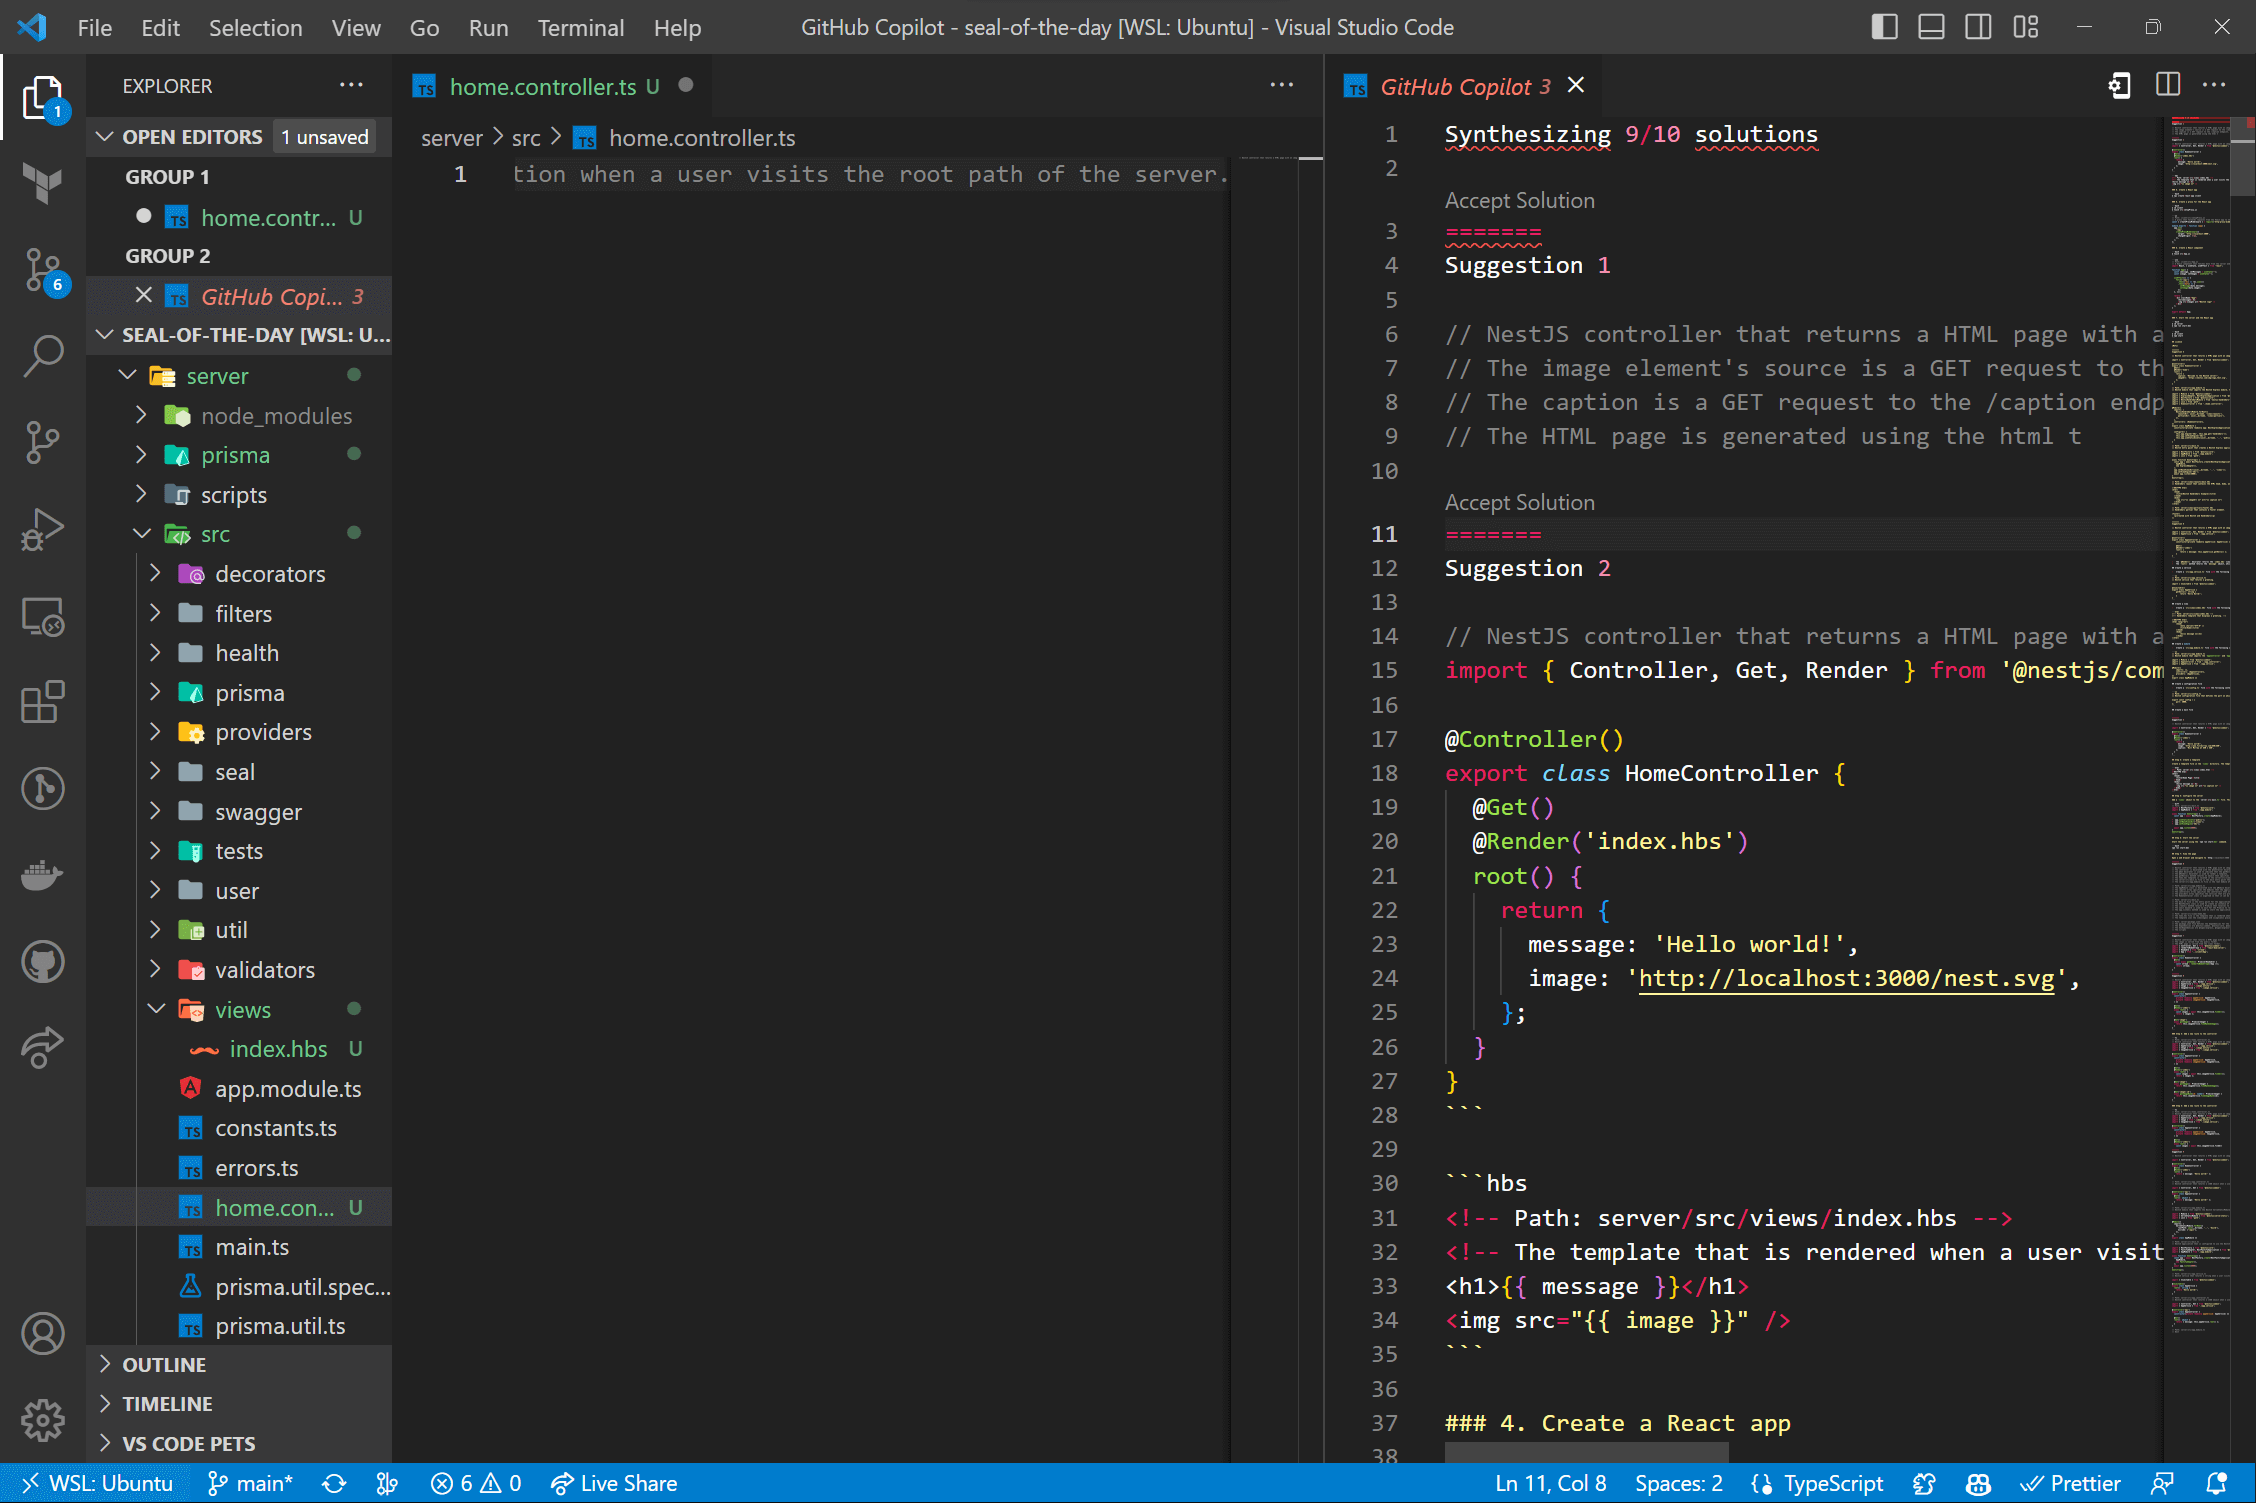 File Edit Selection View Go Run Terminal Help
GitHub Copilot - seal-of-the-day [WSL: Ubuntu] - Visual Studio Code
1
6
EXPLORER
OPEN EDITORS 1 unsaved
GROUP 1
TS home.contr... U
GROUP 2
TS GitHub Copi... 3
SEAL-OF-THE-DAY [WSL: U...
server
node_modules
prisma
scripts
src
decorators
filters
health
prisma
providers
seal
swagger
tests
user
util
validators
views
index.hbs U
app.module.ts
TS constants.ts
TS errors.ts
TS home.con... U
TS main.ts
prisma.util.spec...
TS prisma.util.ts
OUTLINE
TIMELINE
VS CODE PETS
TS home.controller.ts U
server > src > TS home.controller.ts
1 tion when a user visits the root path of the server.
TS GitHub Copilot 3
1 Synthesizing 9/10 solutions
2
Accept Solution
3 =======
4 Suggestion 1
5
6 // NestJS controller that returns a HTML page with a
7 // The image element's source is a GET request to th
8 // The caption is a GET request to the /caption endp
9 // The HTML page is generated using the html t
10
Accept Solution
11 =======
12 Suggestion 2
13
14 // NestJS controller that returns a HTML page with a
15 import { Controller, Get, Render } from '@nestjs/com
16
17 @Controller()
18 export class HomeController {
19 @Get()
20 @Render('index.hbs')
21 root() {
22 return {
23 message: 'Hello world!',
24 image: 'http://localhost:3000/nest.svg',
25 };
26 }
27 }
28 ```
29
30 ```hbs
31 <!-- Path: server/src/views/index.hbs -->
32 <!-- The template that is rendered when a user visit
33 <h1>{{ message }}</h1>
34 <img src="{{ image }}" />
35 ```
36
37 ### 4. Create a React app
38
WSL: Ubuntu main* 6 0 Live Share
Ln 11, Col 8 Spaces: 2 {} TypeScript Prettier